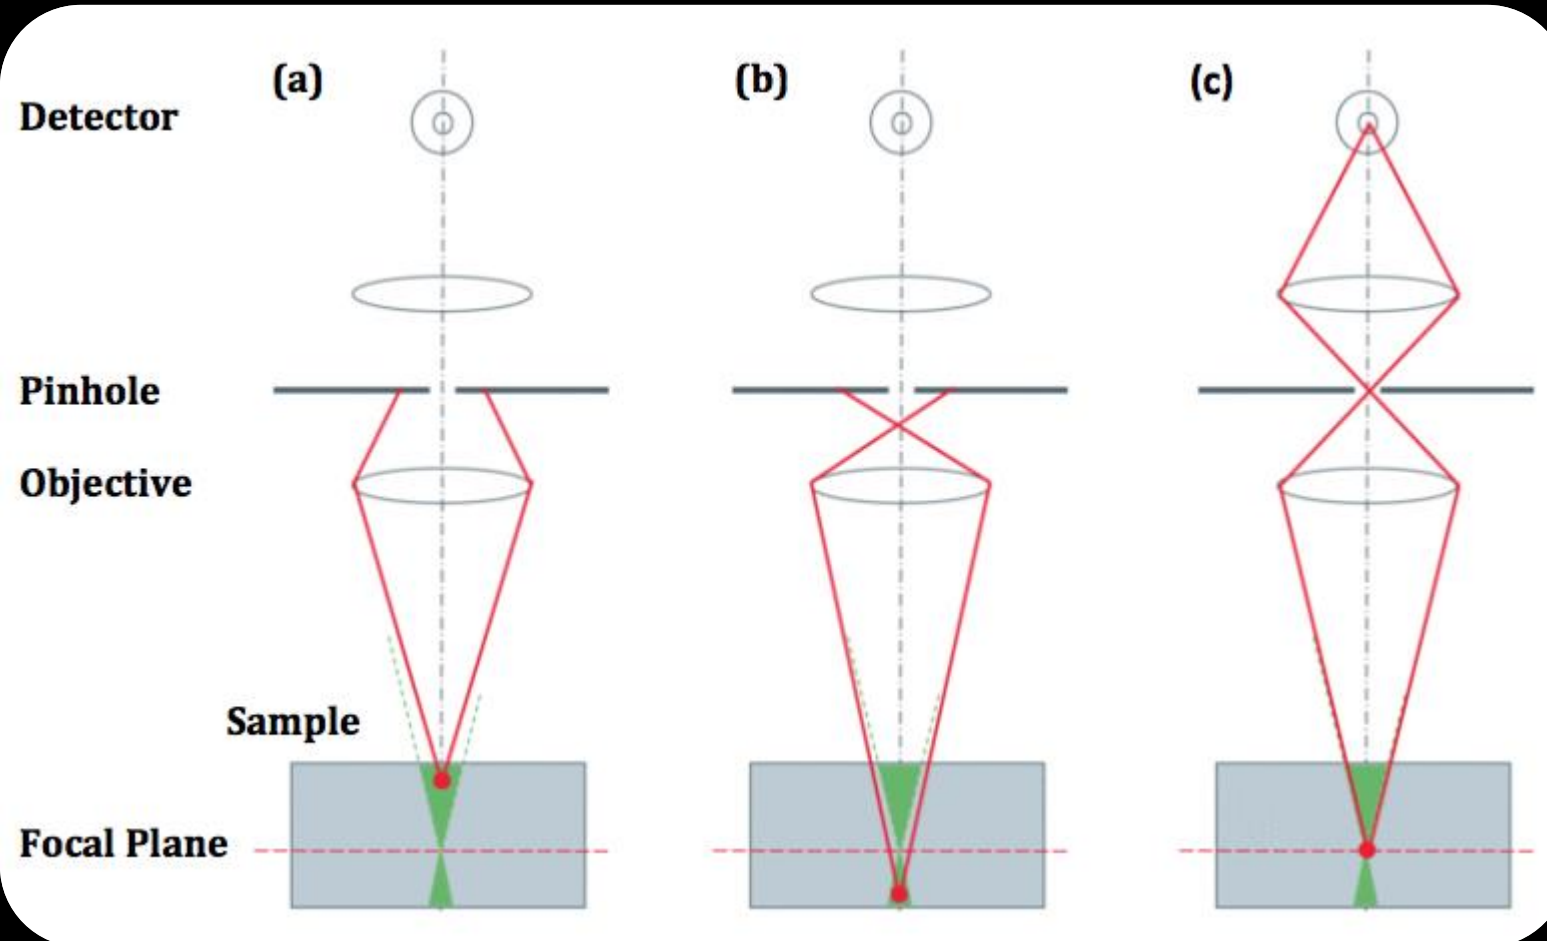 (a)
(b)
(c)
Detector
Pinhole
Objective
Sample
Focal Plane